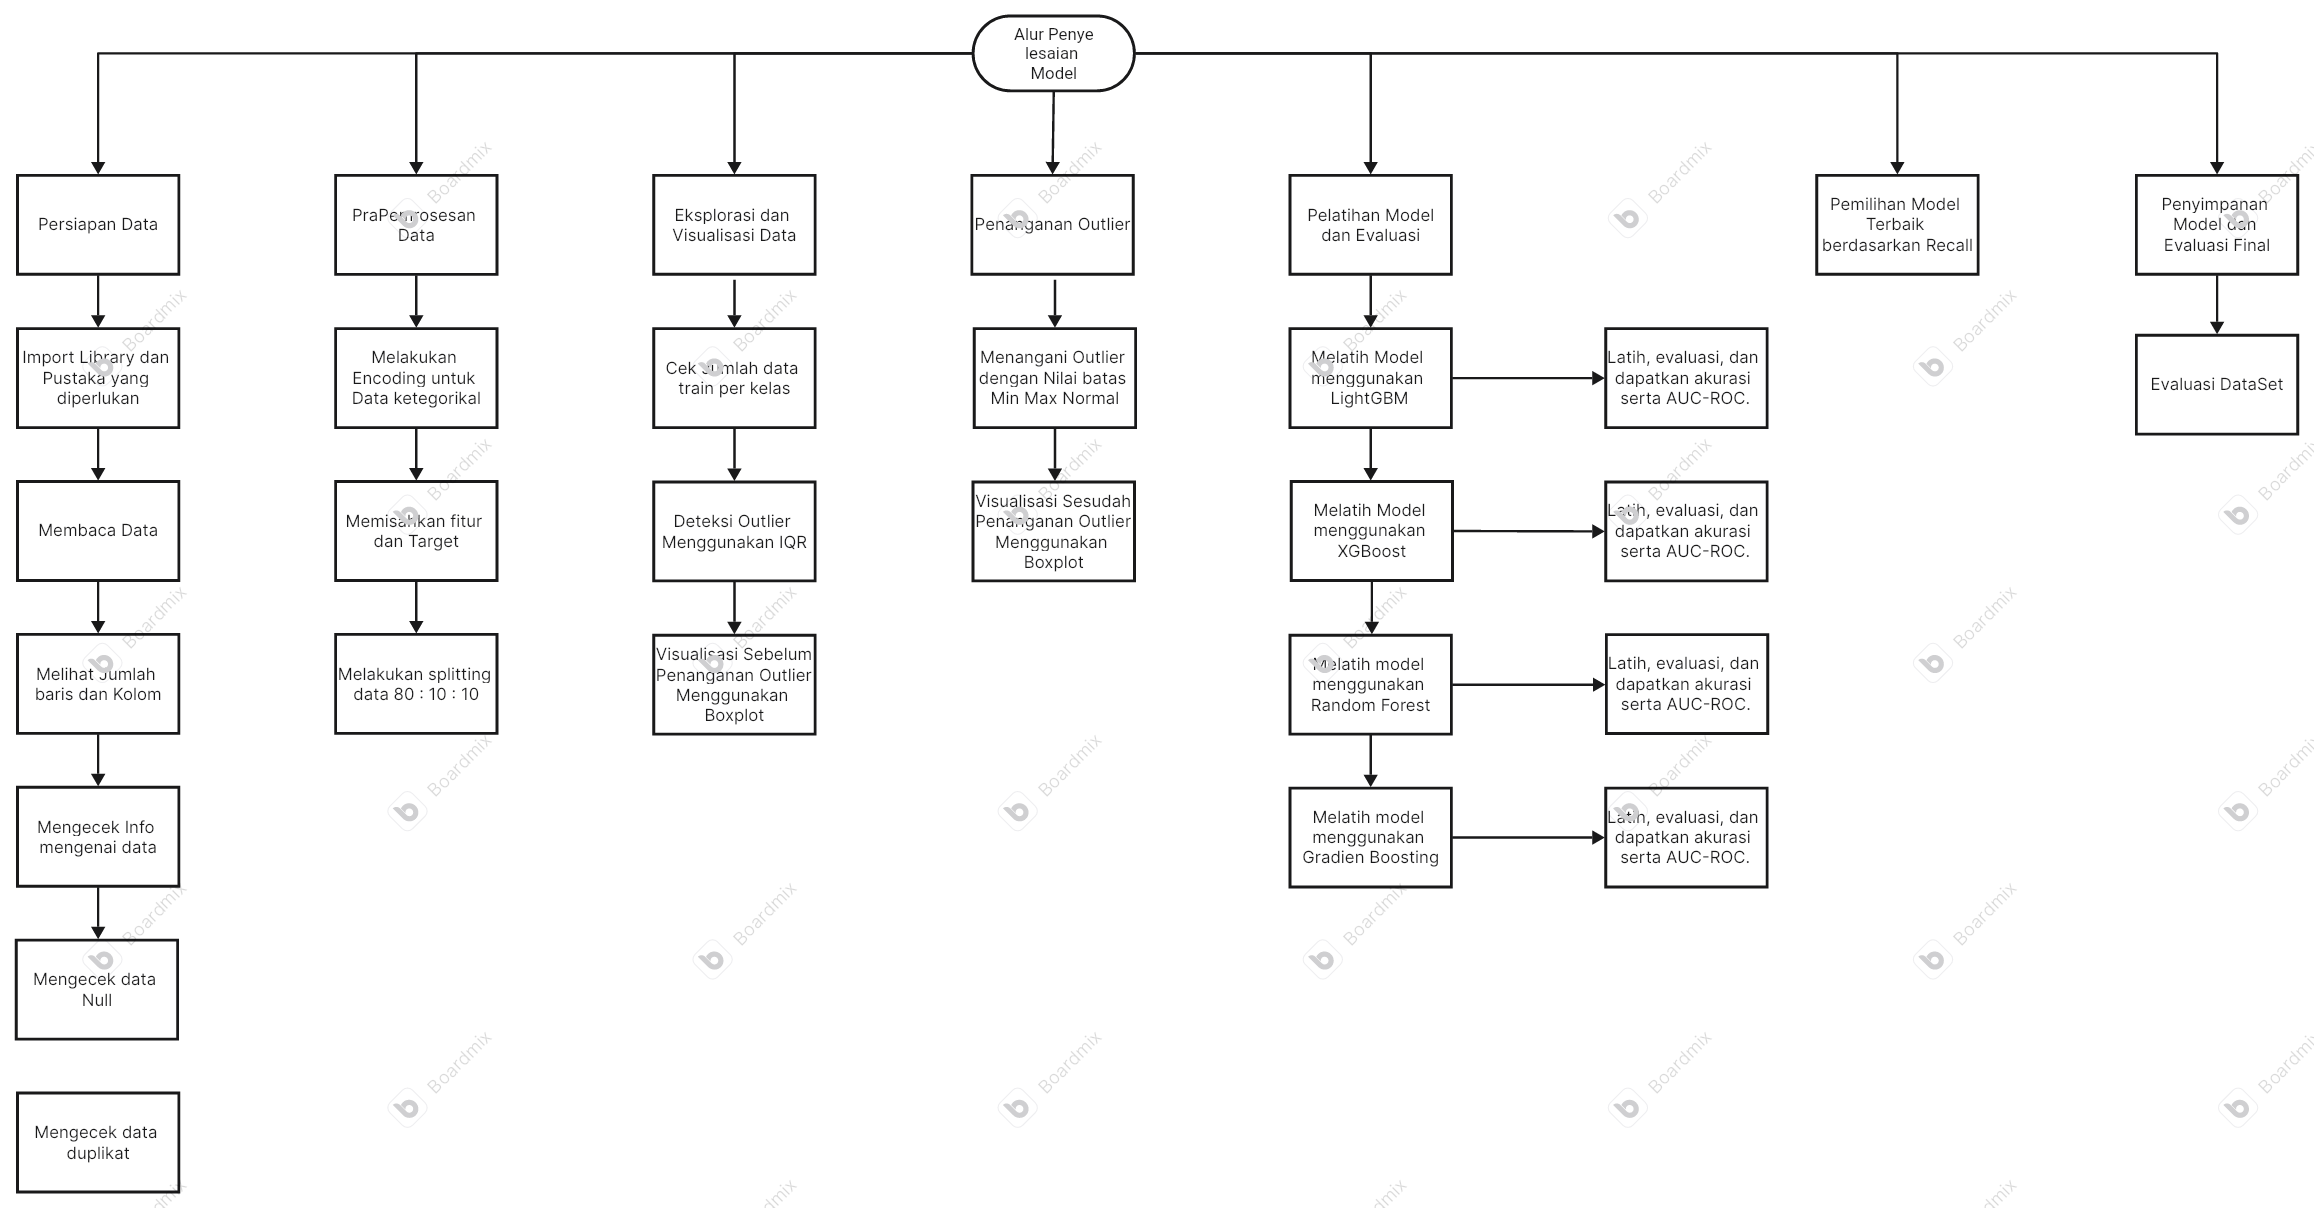 Alur Penye
lesaian
Model
Persiapan Data
PraPemrosesan
Data
Eksplorasi dan
Visualisasi Data
Penanganan Outlier
Pelatihan Model
dan Evaluasi
Pemilihan Model
Terbaik
berdasarkan Recall
Penyimpanan
Model dan
Evaluasi Final
Import Library dan
Pustaka yang
diperlukan
Melakukan
Encoding untuk
Data ketegorikal
Cek Jumlah data
train per kelas
Menangani Outlier
dengan Nilai batas
Min Max Normal
Melatih Model
menggunakan
LightGBM
Latih, evaluasi, dan
dapatkan akurasi
serta AUC-ROC.
Evaluasi DataSet
Membaca Data
Memisahkan fitur
dan Target
Deteksi Outlier
Menggunakan IQR
Visualisasi Sesudah
Penanganan Outlier
Menggunakan
Boxplot
Melatih Model
menggunakan
XGBoost
Latih, evaluasi, dan
dapatkan akurasi
serta AUC-ROC.
Melihat Jumlah
baris dan Kolom
Melakukan splitting
data 80 : 10 : 10
Visualisasi Sebelum
Penanganan Outlier
Menggunakan
Boxplot
Melatih model
menggunakan
Random Forest
Latih, evaluasi, dan
dapatkan akurasi
serta AUC-ROC.
Mengecek Info
mengenai data
Melatih model
menggunakan
Gradien Boosting
Latih, evaluasi, dan
dapatkan akurasi
serta AUC-ROC.
Mengecek data
Null
Mengecek data
duplikat
Boardmix